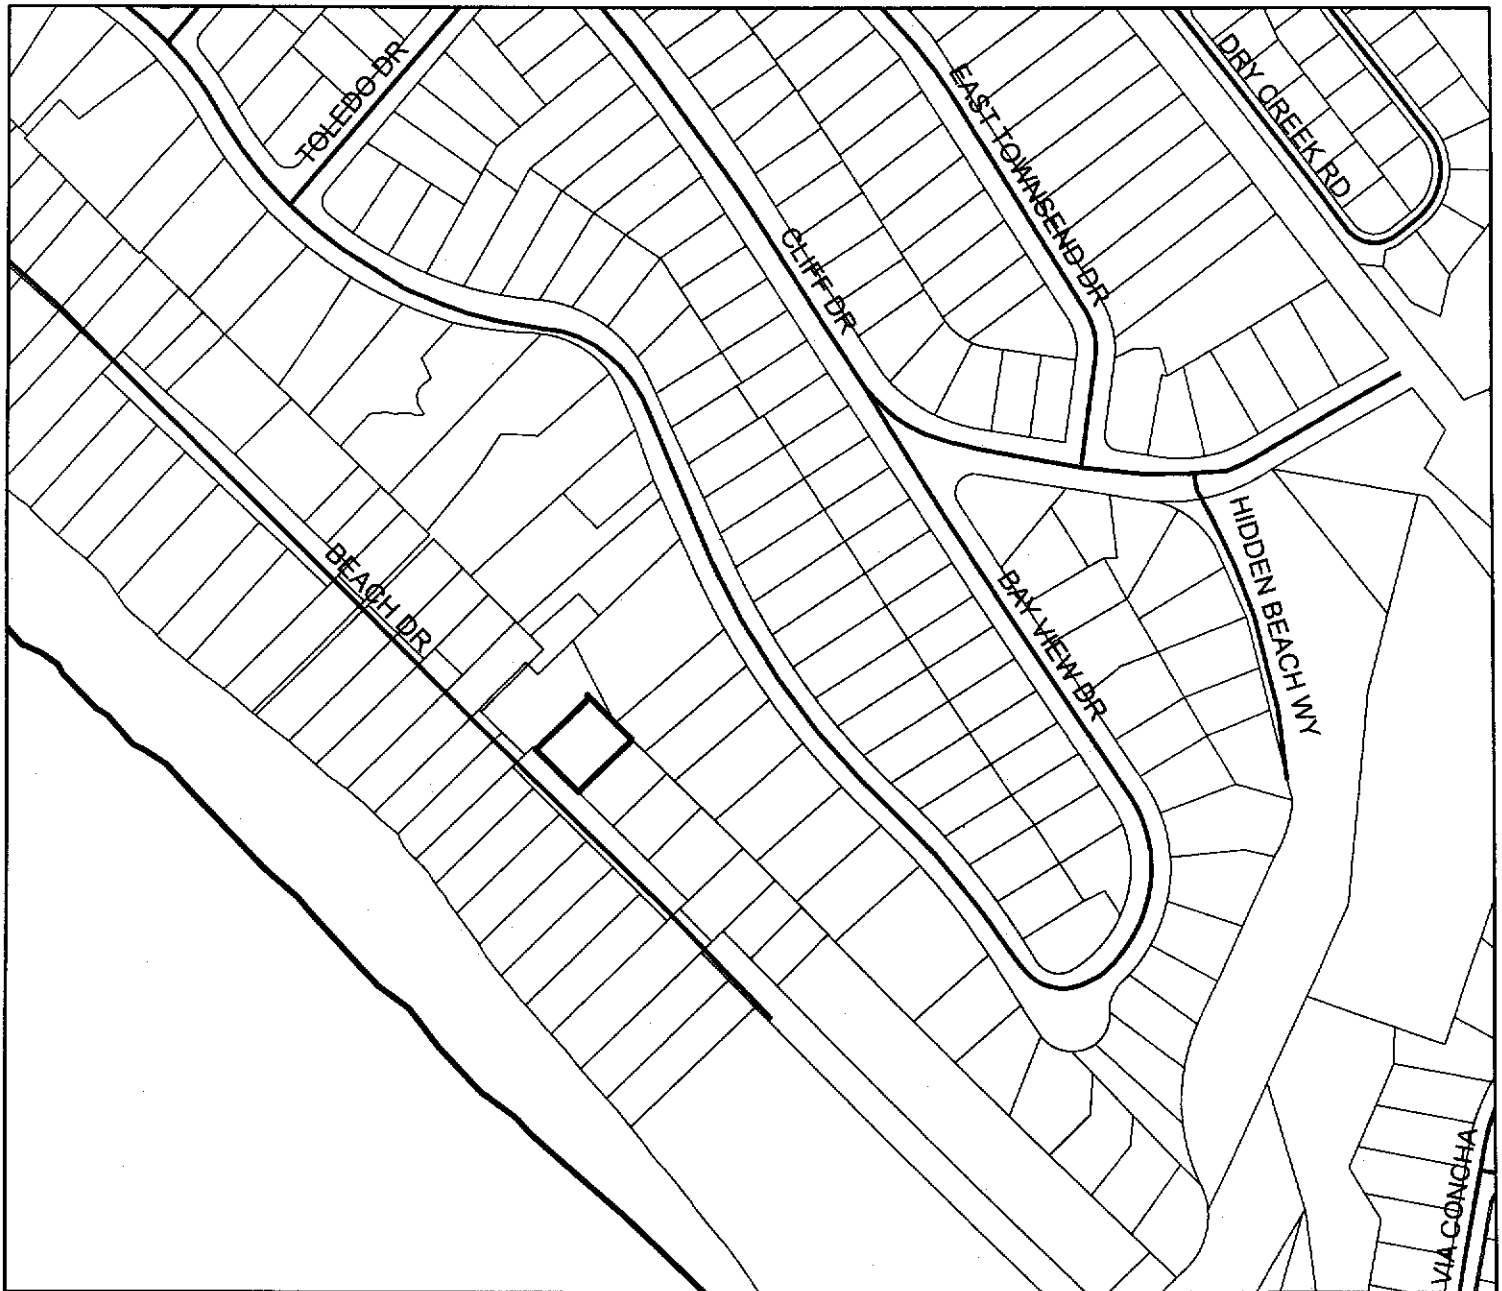 TOLEDO DR
DRY CREEK RD
EAST TOWNSEND DR
CLIFF DR
HIDDEN BEACH WY
BEACH DR
BAY VIEW DR
VIA CONCHA